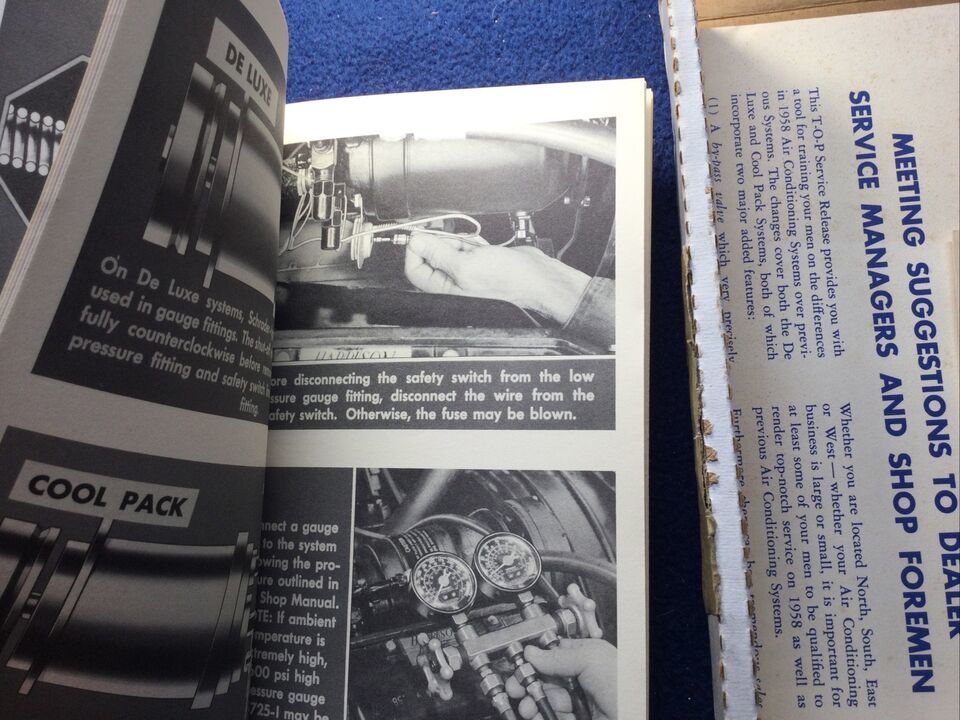 DE LUXE
On De Luxe systems, Schrader
used in gauge fittings. The shut-off
fully counterclockwise before
pressure fitting and safety switch
fitting.
COOL PACK
HARRISON
ore disconnecting the safety switch from the low
ssure gauge fitting, disconnect the wire from the
afety switch. Otherwise, the fuse may be blown.
nnect a gauge
to the system
owing the pro-
ure outlined in
Shop Manual.
TE: If ambient
mperature is
tremely high,
600 psi high
essure gauge
725-I may be
MEETING SUGGESTIONS TO DEALER
SERVICE MANAGERS AND SHOP FOREMEN
This T-O-P Service Release provides you with
a tool for training your men on the differences
in 1958 Air Conditioning Systems over previ-
ous Systems. The changes cover both the De
Luxe and Cool Pack Systems, both of which
incorporate two major added features:
(1) A by-pass valve which very precisely
Whether you are located North, South, East
or West—whether your Air Conditioning
business is large or small, it is important for
at least some of your men to be qualified to
render top-notch service on 1958 as well as
previous Air Conditioning Systems.
Furthermore